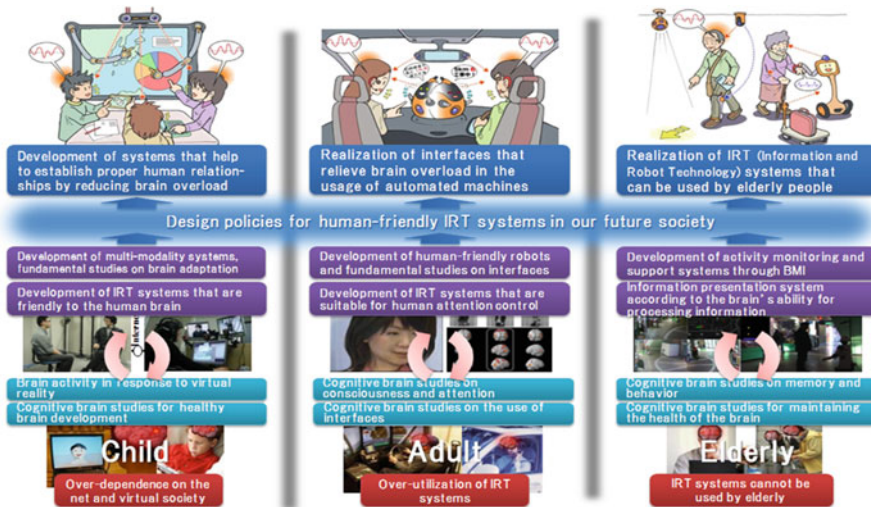 Development of systems that help
to establish proper human relation-
ships by reducing brain overload
Realization of interfaces that
relieve brain overload in the
usage of automated machines
Realization of IRT (Information and
Robot Technology) systems that
can be used by elderly people
Design policies for human-friendly IRT systems in our future society
Development of multi-modality systems,
fundamental studies on brain adaptation
Development of IRT systems that are
friendly to the human brain
Brain activity in response to virtual
reality
Cognitive brain studies for healthy
brain development
Child
Over-dependence on the
net and virtual society
Development of human-friendly robots
and fundamental studies on interfaces
Development of IRT systems that are
suitable for human attention control
Cognitive brain studies on
consciousness and attention
Cognitive brain studies on the use of
interfaces
Adult
Over-utilization of IRT
systems
Development of activity monitoring and
support systems through BMI
Information presentation system
according to the brain's ability for
processing information
Cognitive brain studies on memory and
behavior
Cognitive brain studies for maintaining
the health of the brain
Elderly
IRT systems cannot be
used by elderly